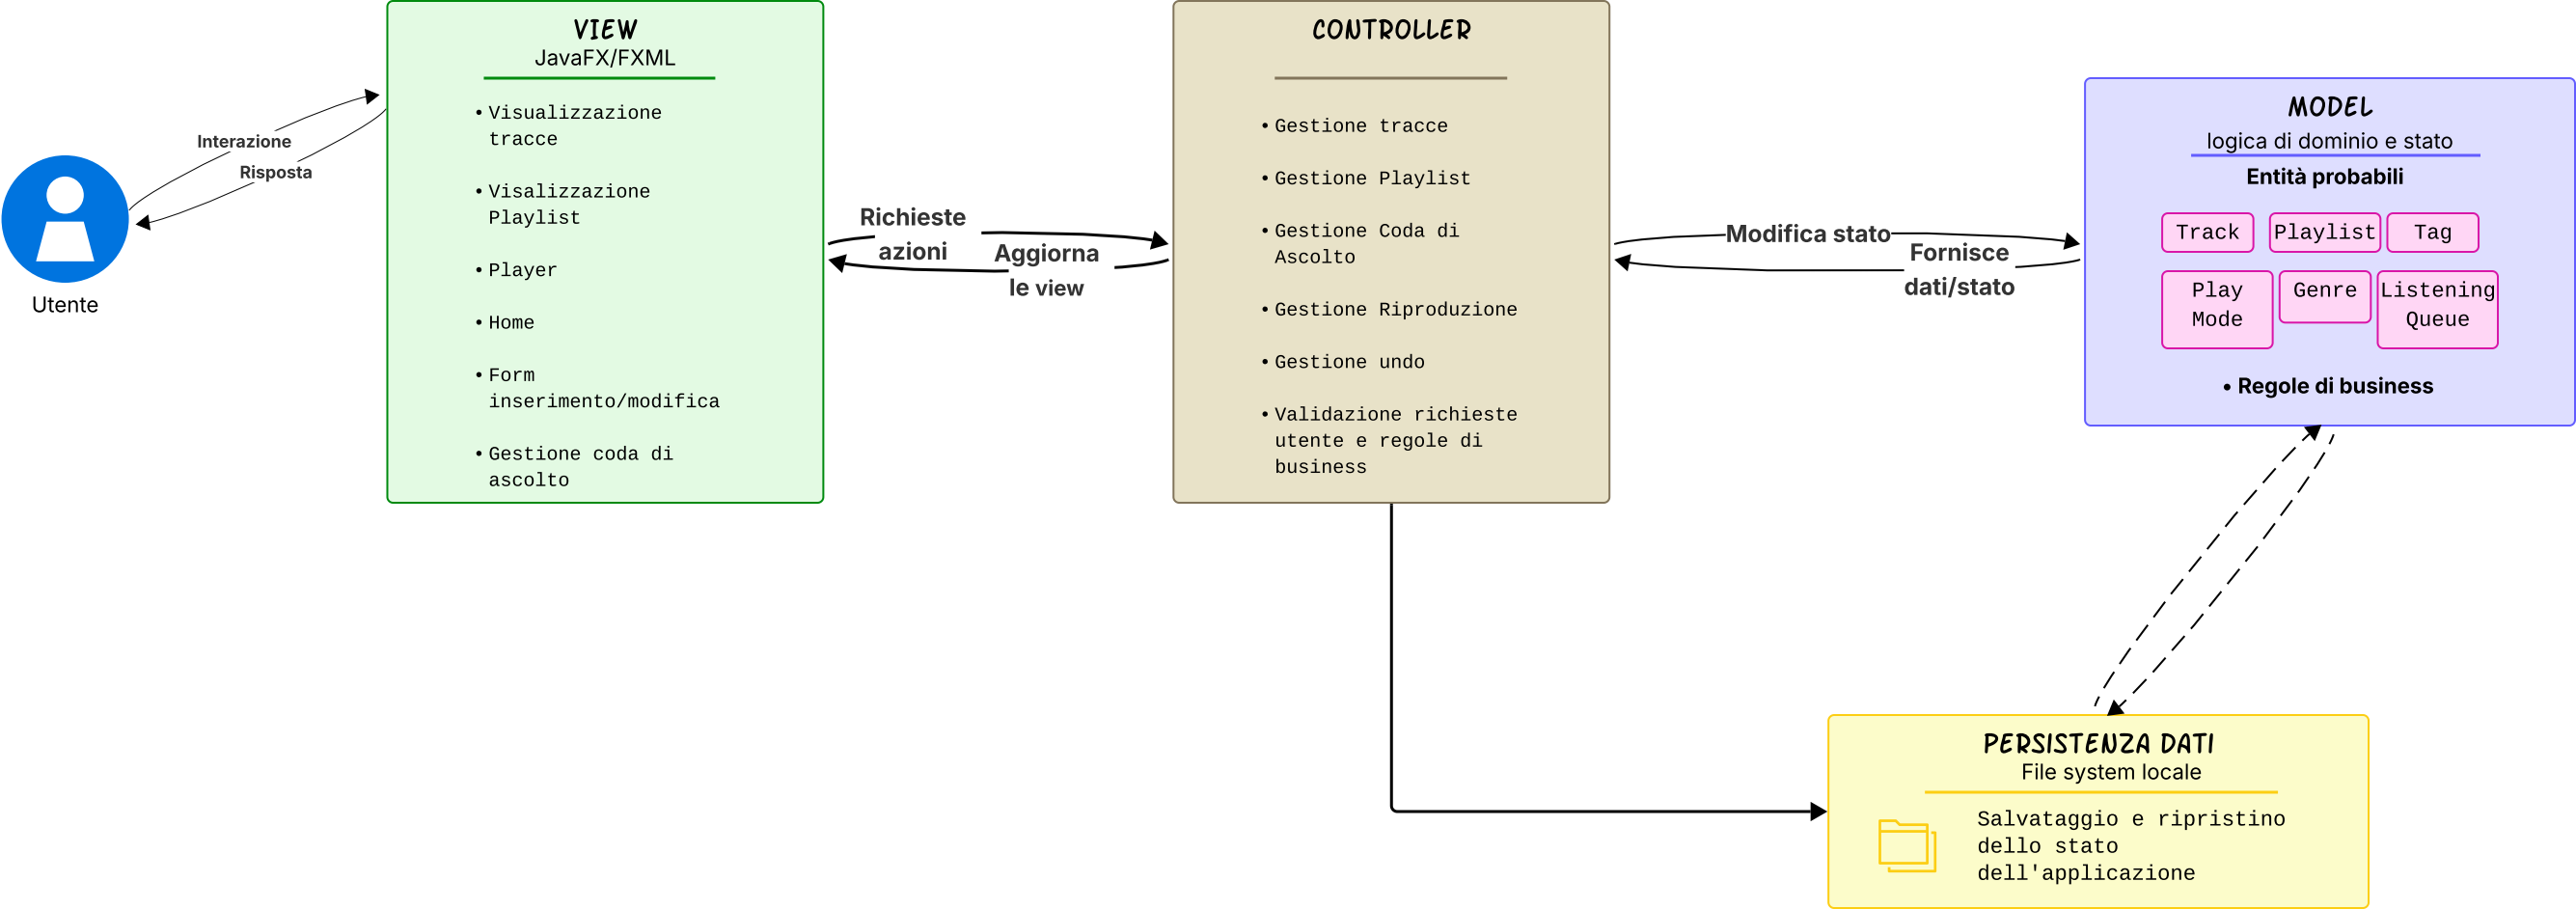 Utente
Interazione
Risposta
VIEW
JavaFX/FXML
• Visualizzazione
tracce
• Visalizzazione
Playlist
• Player
• Home
• Form
inserimento/modifica
• Gestione coda di
ascolto
Richieste
azioni
Aggiorna
le view
CONTROLLER
• Gestione tracce
• Gestione Playlist
• Gestione Coda di
Ascolto
• Gestione Riproduzione
• Gestione undo
• Validazione richieste
utente e regole di
business
Modifica stato
Fornisce
dati/stato
MODEL
logica di dominio e stato
Entità probabili
Track
Playlist
Tag
Play
Mode
Genre
Listening
Queue
• Regole di business
PERSISTENZA DATI
File system locale
Salvataggio e ripristino
dello stato
dell'applicazione